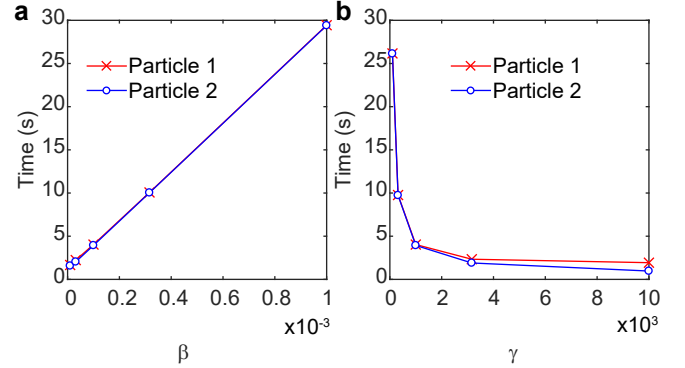 a
30
25
20
15
10
5
0
Time (s)
Particle 1
Particle 2
0 0.2 0.4 0.6 0.8 1
x10-3
β
b
30
25
20
15
10
5
0
Time (s)
Particle 1
Particle 2
0 2 4 6 8 10
x103
γ